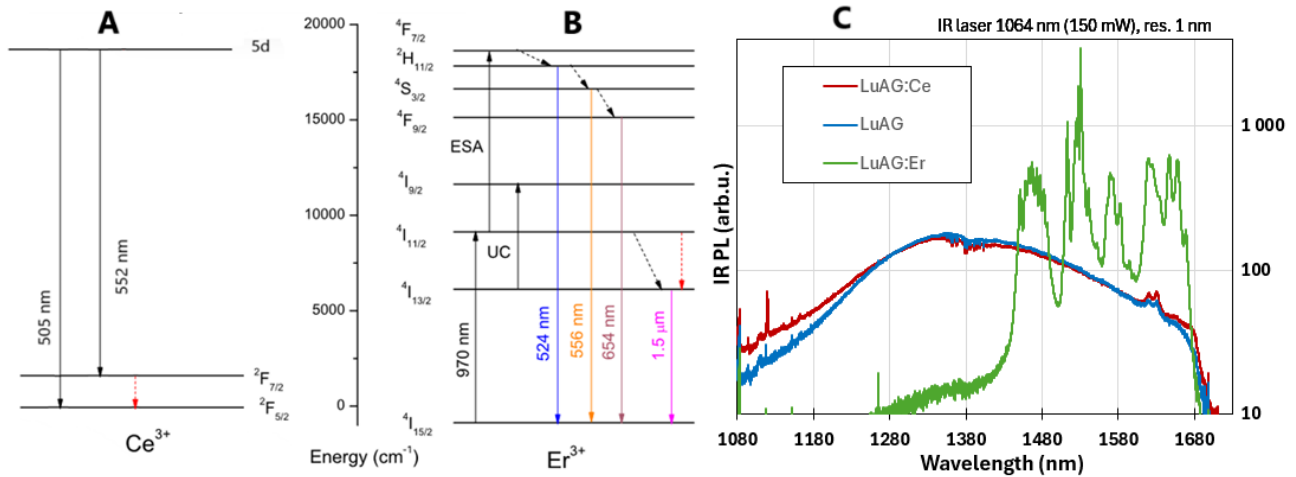 A
5d
505 nm
552 nm
²F₇/₂
²F₅/₂
Ce³⁺
20000
15000
10000
5000
0
Energy (cm⁻¹)
B
⁴F₇/₂
²H₁₁/₂
⁴S₃/₂
⁴F₉/₂
⁴I₉/₂
⁴I₁₁/₂
⁴I₁₃/₂
⁴I₁₅/₂
ESA
UC
970 nm
524 nm
556 nm
654 nm
1.5 μm
Er³⁺
C
IR laser 1064 nm (150 mW), res. 1 nm
LuAG:Ce
LuAG
LuAG:Er
IR PL (arb.u.)
1 000
100
10
1080 1180 1280 1380 1480 1580 1680
Wavelength (nm)